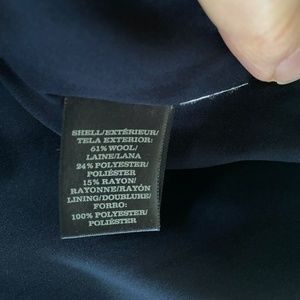 SHELL/EXTÉRIEUR/
TELA EXTERIOR:
61% WOOL/
LAINE/LANA
24% POLYESTER/
POLIÉSTER
15% RAYON/
RAYONNE/RAYÓN
LINING/DOUBLURE/
FORRO:
100% POLYESTER/
POLIÉSTER